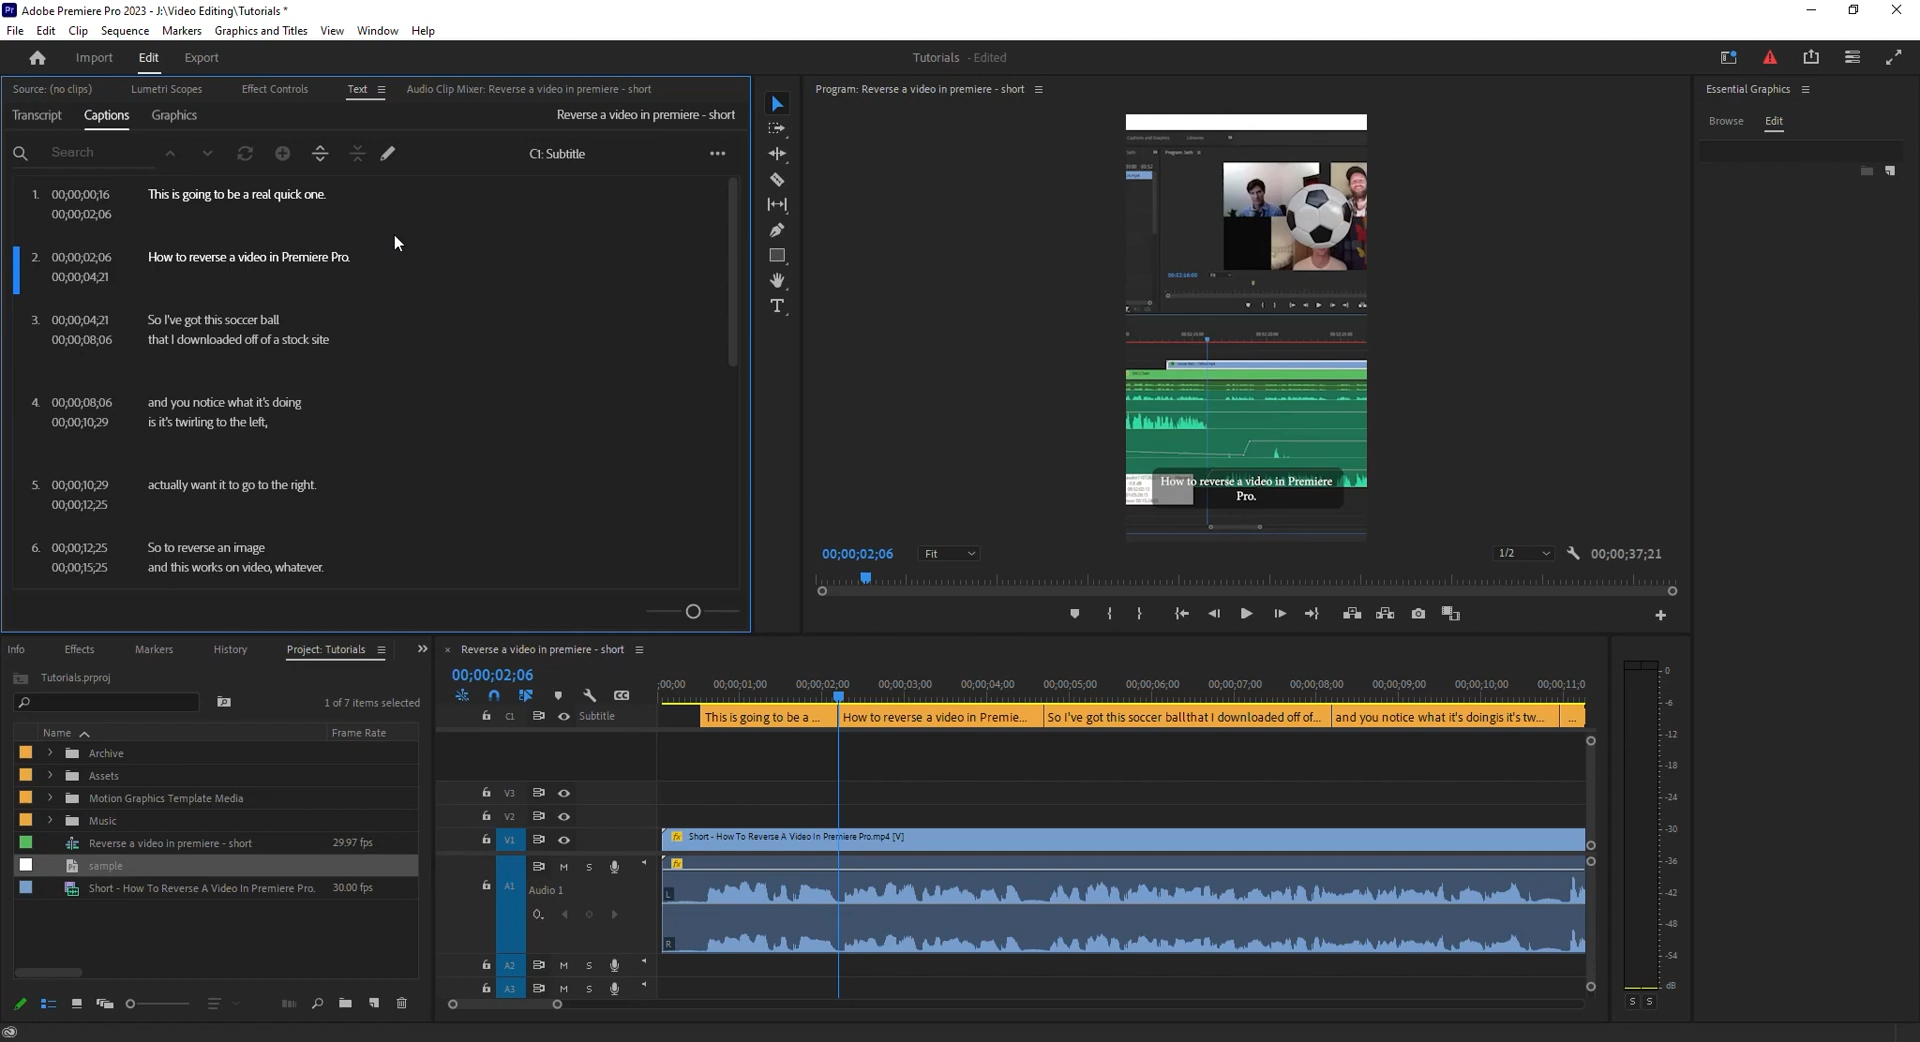 Adobe Premiere Pro 2023 - J:\Video Editing\Tutorials *
File Edit Clip Sequence Markers Graphics and Titles View Window Help
Import Edit Export
Tutorials - Edited
Source: (no clips) Lumetri Scopes Effect Controls Text Audio Clip Mixer: Reverse a video in premiere - short
Transcript Captions Graphics Reverse a video in premiere - short
Search
C1: Subtitle
1. 00;00;00;16 This is going to be a real quick one.
00;00;02;06
2. 00;00;02;06 How to reverse a video in Premiere Pro.
00;00;04;21
3. 00;00;04;21 So I've got this soccer ball
00;00;08;06 that I downloaded off of a stock site
4. 00;00;08;06 and you notice what it's doing
00;00;10;29 is it's twirling to the left,
5. 00;00;10;29 actually want it to go to the right.
00;00;12;25
6. 00;00;12;25 So to reverse an image
00;00;15;25 and this works on video, whatever.
T
Program: Reverse a video in premiere - short
How to reverse a video in Premiere
Pro.
00;00;02;06 Fit 1/2 00;00;37;21
Essential Graphics
Browse Edit
Info Effects Markers History Project: Tutorials
Tutorials.prproj
1 of 7 items selected
Name Frame Rate
Archive
Assets
Motion Graphics Template Media
Music
Reverse a video in premiere - short 29.97 fps
sample
Short - How To Reverse A Video In Premiere Pro. 30.00 fps
Reverse a video in premiere - short
00;00;02;06
;00;00 00;00;01;00 00;00;02;00 00;00;03;00 00;00;04;00 00;00;05;00 00;00;06;00 00;00;07;00 00;00;08;00 00;00;09;00 00;00;10;00 00;00;11;0
C1 Subtitle This is going to be a ... How to reverse a video in Premie... So I've got this soccer ballthat I downloaded off of... and you notice what it's doingis it's tw... ...
V3
V2
V1 fx Short - How To Reverse A Video In Premiere Pro.mp4 [V]
M S fx
A1 L
Audio 1
R
A2 M S
A3 M S
0
-6
-12
-18
-24
-30
-36
-42
-48
-54
dB
S S